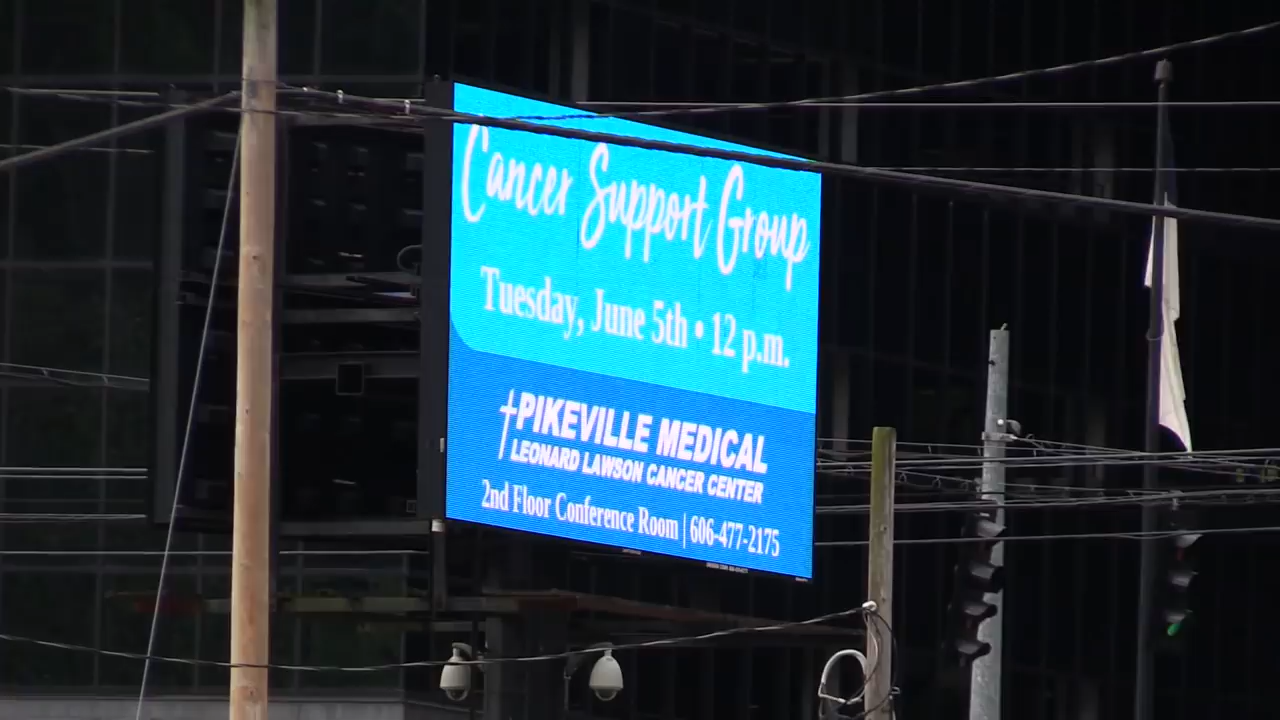 Cancer Support Group
Tuesday, June 5th • 12 p.m.
PIKEVILLE MEDICAL
LEONARD LAWSON CANCER CENTER
2nd Floor Conference Room | 606-477-2175